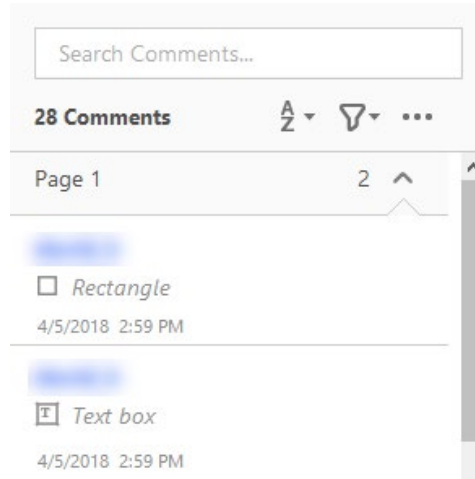 Search Comments...
28 Comments
Page 1 2
Rectangle
4/5/2018 2:59 PM
Text box
4/5/2018 2:59 PM